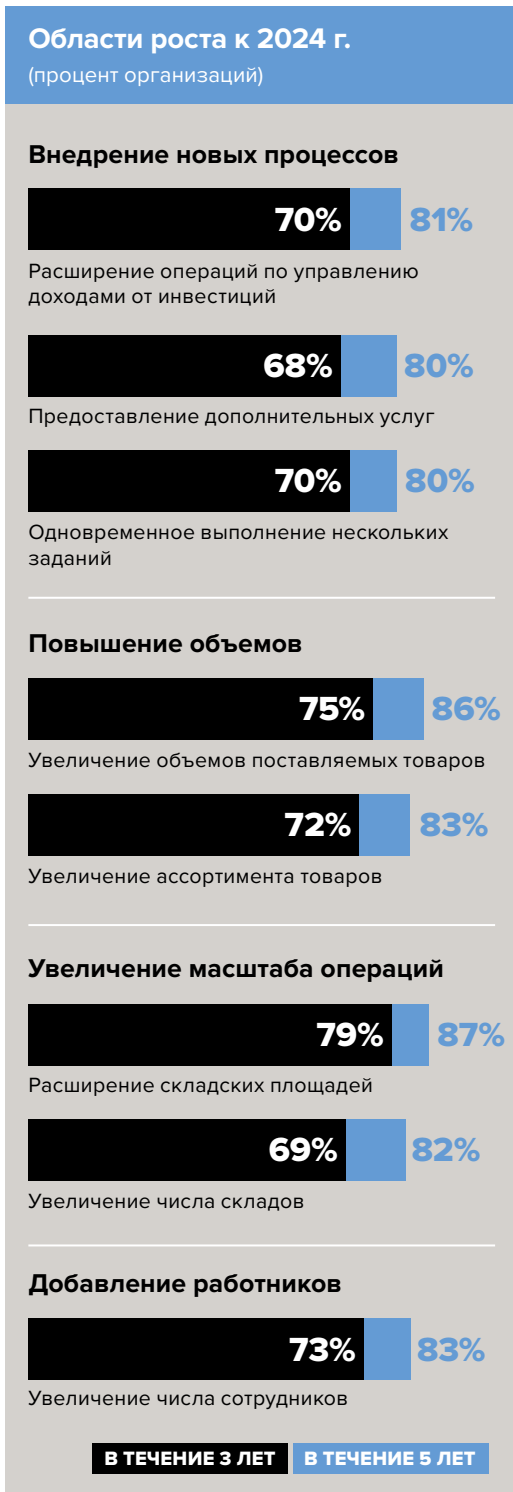 Области роста к 2024 г.
(процент организаций)
Внедрение новых процессов
70% 81%
Расширение операций по управлению
доходами от инвестиций
68% 80%
Предоставление дополнительных услуг
70% 80%
Одновременное выполнение нескольких
заданий
Повышение объемов
75% 86%
Увеличение объемов поставляемых товаров
72% 83%
Увеличение ассортимента товаров
Увеличение масштаба операций
79% 87%
Расширение складских площадей
69% 82%
Увеличение числа складов
Добавление работников
73% 83%
Увеличение числа сотрудников
В ТЕЧЕНИЕ 3 ЛЕТ В ТЕЧЕНИЕ 5 ЛЕТ